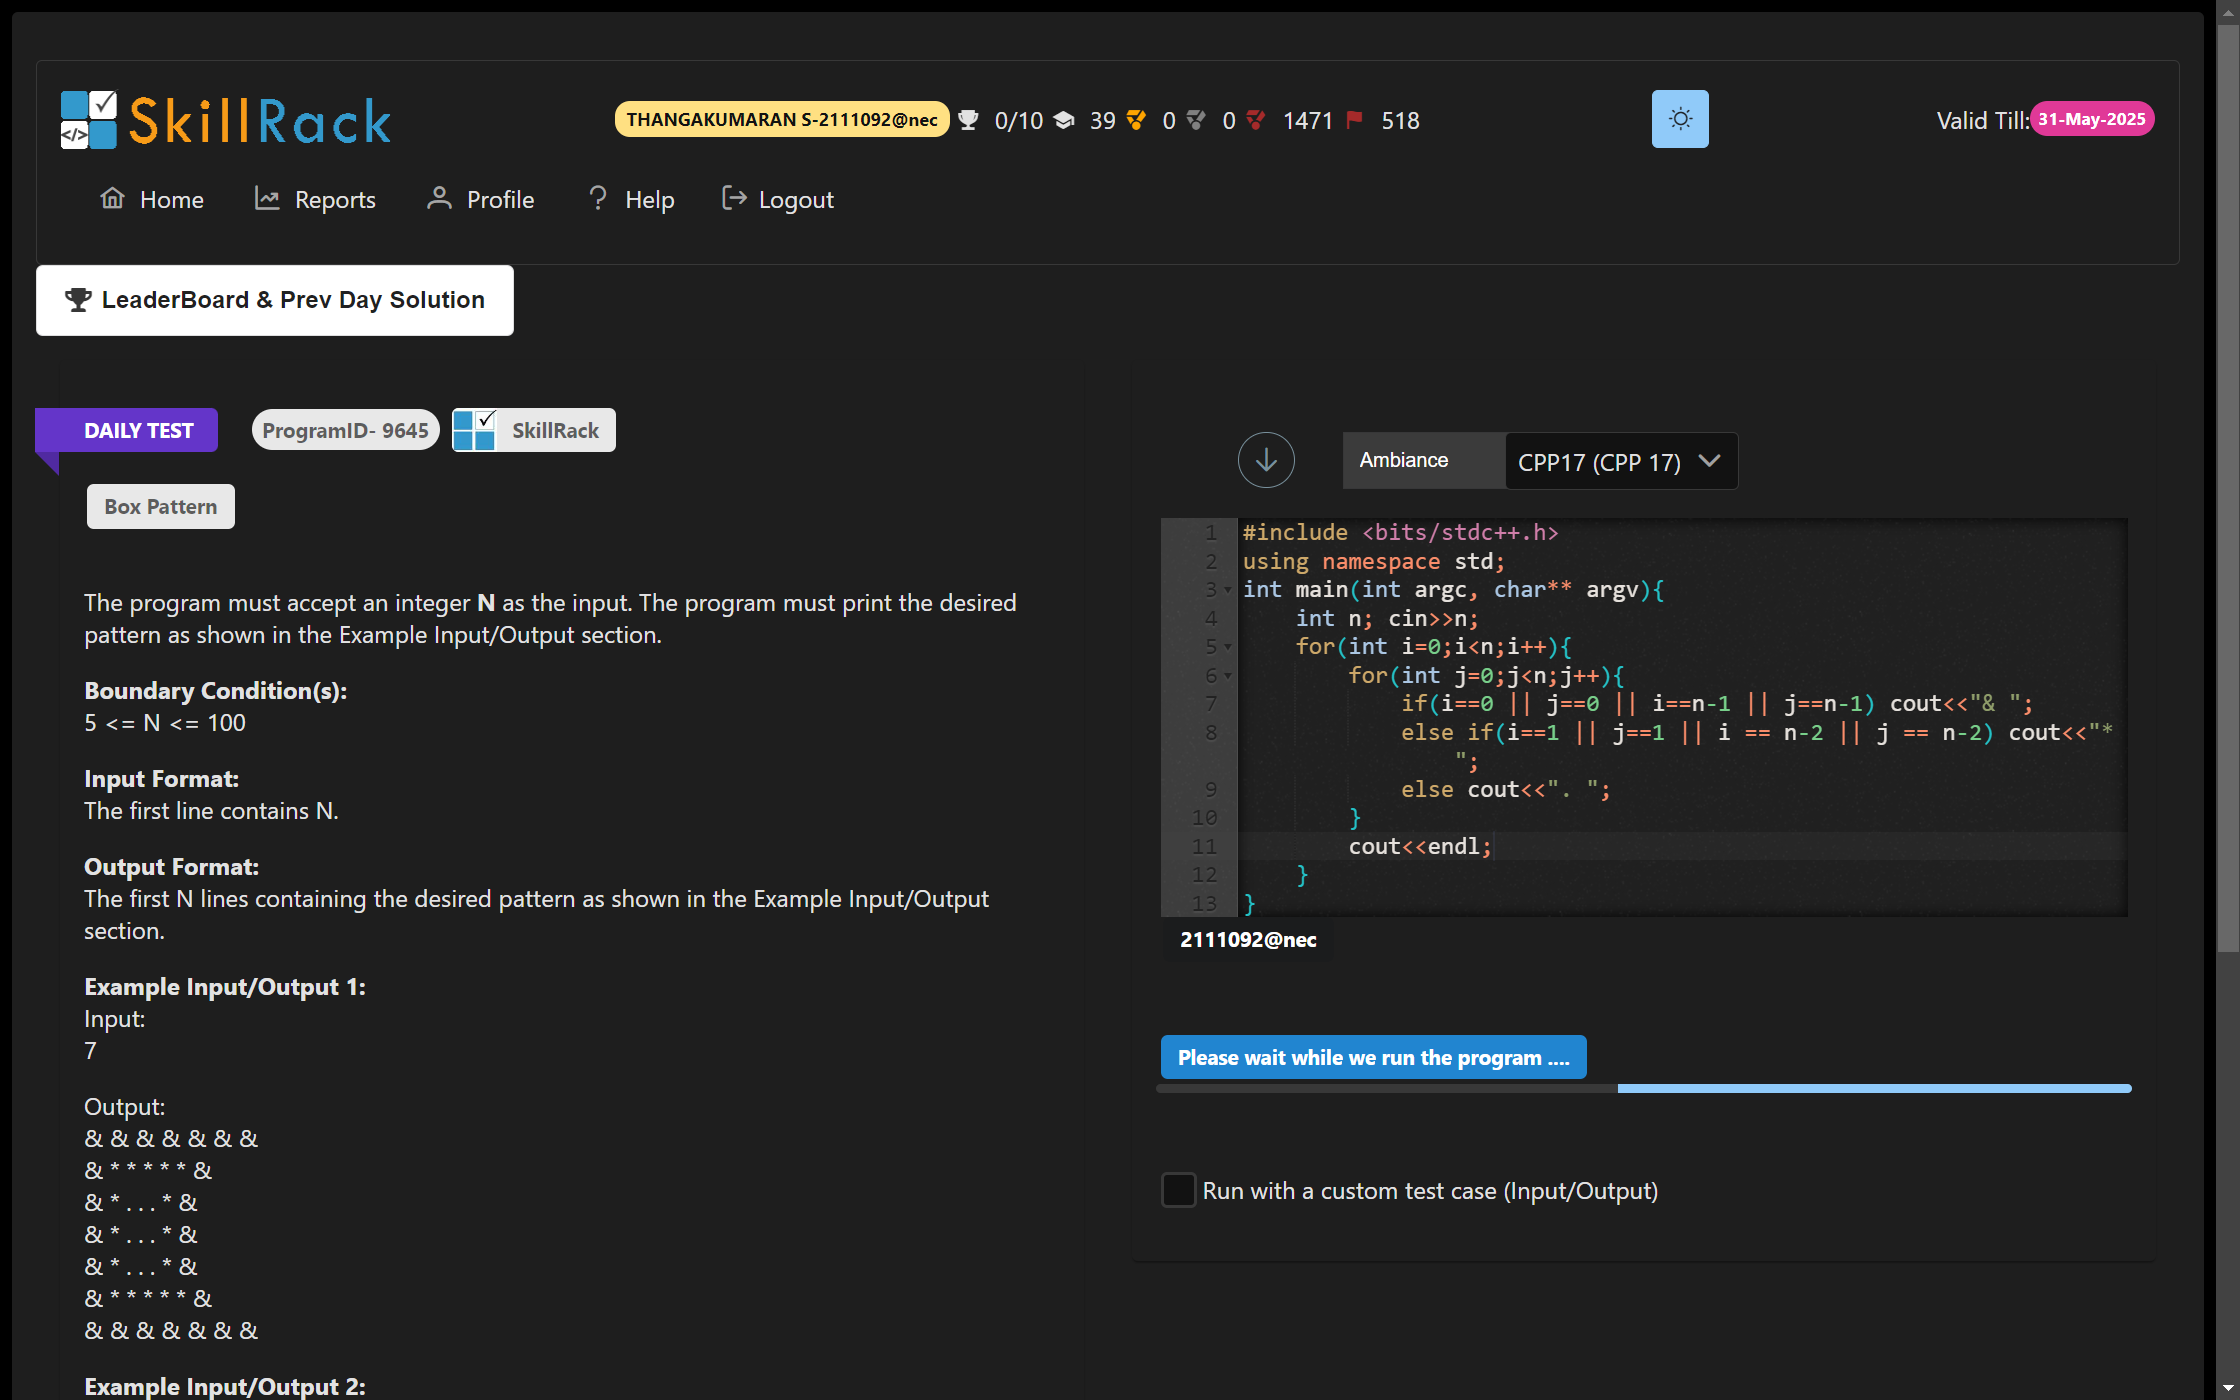 SkillRack
THANGAKUMARAN S-2111092@nec 0/10 39 0 0 1471 518
Valid Till: 31-May-2025
Home Reports Profile Help Logout
LeaderBoard & Prev Day Solution
DAILY TEST ProgramID- 9645 SkillRack
Box Pattern
The program must accept an integer N as the input. The program must print the desired
pattern as shown in the Example Input/Output section.
Boundary Condition(s):
5 <= N <= 100
Input Format:
The first line contains N.
Output Format:
The first N lines containing the desired pattern as shown in the Example Input/Output
section.
Example Input/Output 1:
Input:
7
Output:
& & & & & & &
& * * * * * &
& * . . . * &
& * . . . * &
& * . . . * &
& * * * * * &
& & & & & & &
Example Input/Output 2:
Ambiance CPP17 (CPP 17)
1 #include <bits/stdc++.h>
2 using namespace std;
3 int main(int argc, char** argv){
4     int n; cin>>n;
5     for(int i=0;i<n;i++){
6         for(int j=0;j<n;j++){
7             if(i==0 || j==0 || i==n-1 || j==n-1) cout<<"& ";
8             else if(i==1 || j==1 || i == n-2 || j == n-2) cout<<"*
";
9             else cout<<". ";
10         }
11         cout<<endl;
12     }
13 }
2111092@nec
Please wait while we run the program ....
Run with a custom test case (Input/Output)